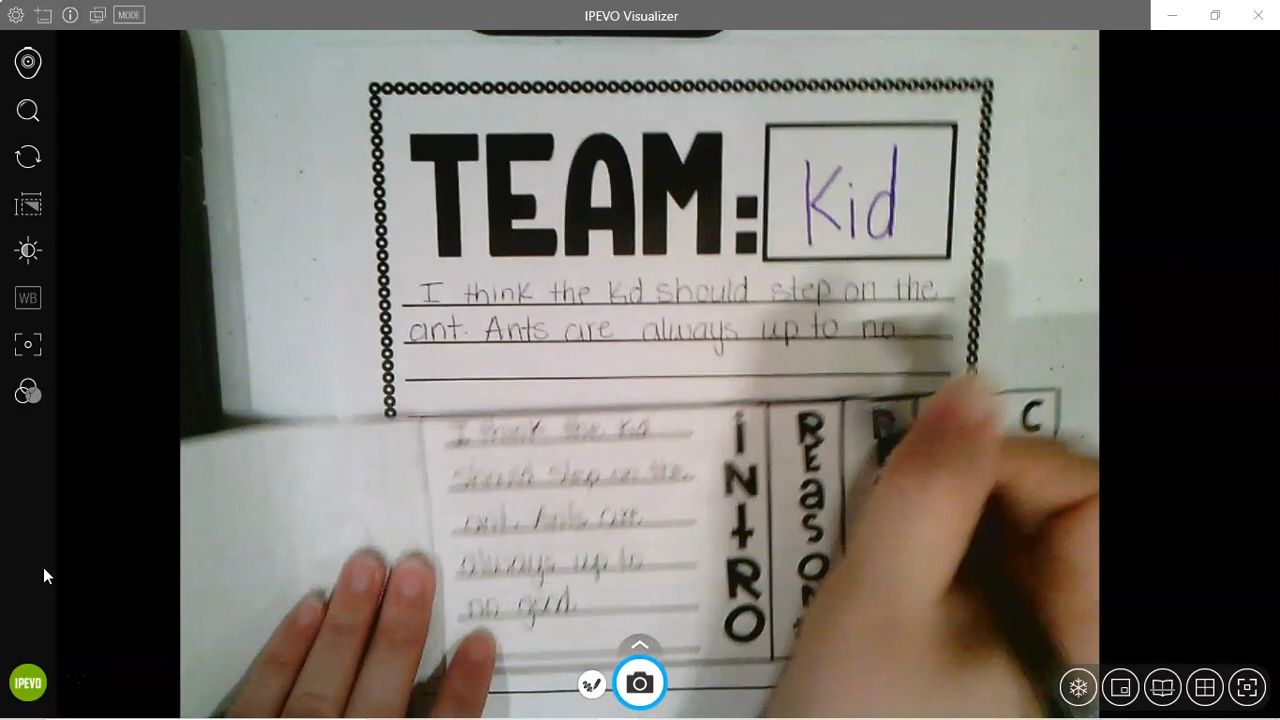 MODE
IPEVO Visualizer
WB
IPEVO
TEAM:
Kid
I think the kid should step on the
ant. Ants are always up to no
I think the kid
should step on the
ant. Ants are
always up to
no good.
INtRO
REasoN
C